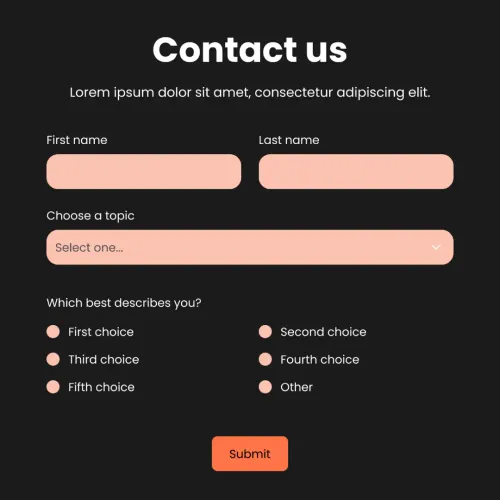 Contact us
Lorem ipsum dolor sit amet, consectetur adipiscing elit.
First name
Last name
Choose a topic
Select one...
Which best describes you?
First choice
Second choice
Third choice
Fourth choice
Fifth choice
Other
Submit